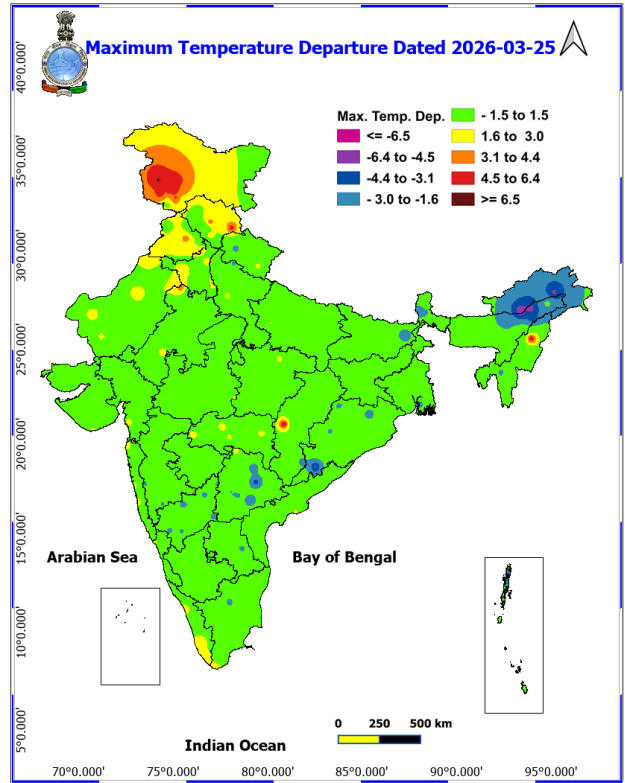 Maximum Temperature Departure Dated 2026-03-25
Max. Temp. Dep.
<= -6.5
-6.4 to -4.5
-4.4 to -3.1
- 3.0 to -1.6
- 1.5 to 1.5
1.6 to 3.0
3.1 to 4.4
4.5 to 6.4
>= 6.5
40°0.000'
35°0.000'
30°0.000'
25°0.000'
20°0.000'
15°0.000'
10°0.000'
5°0.000'
Arabian Sea
Bay of Bengal
Indian Ocean
0 250 500 km
70°0.000' 75°0.000' 80°0.000' 85°0.000' 90°0.000' 95°0.000'